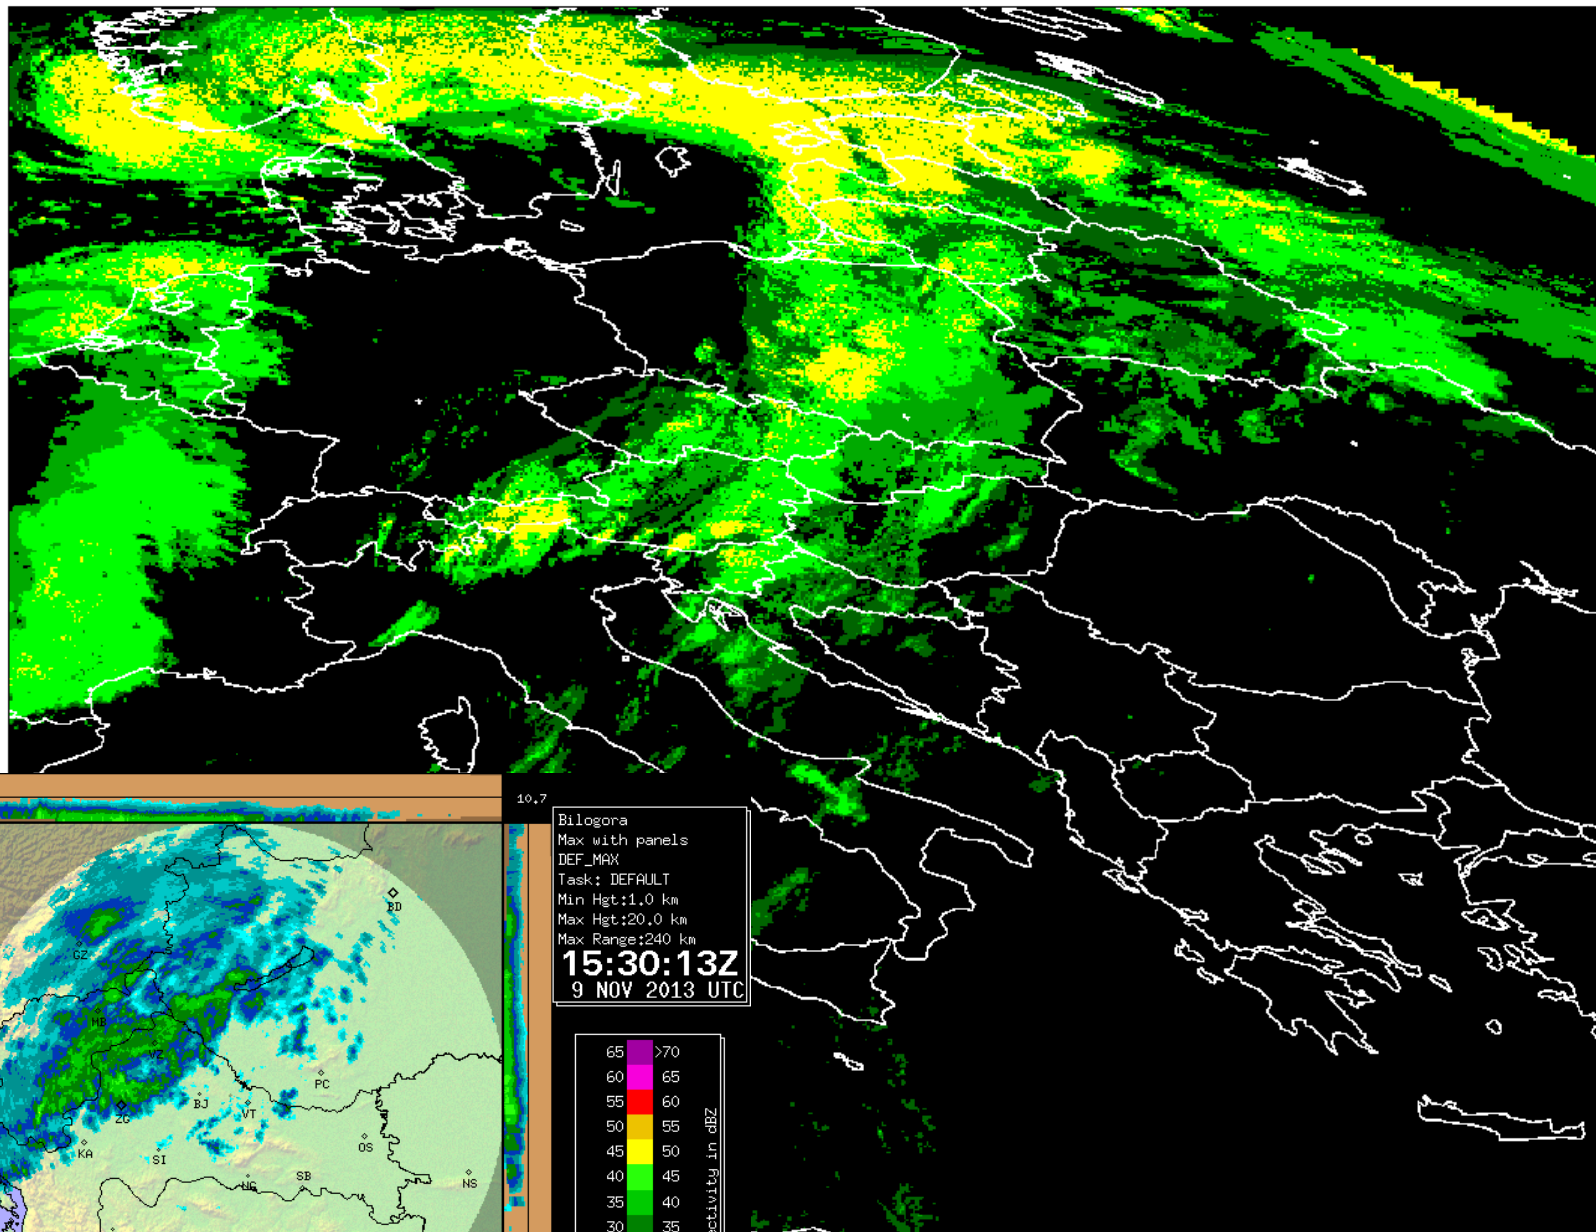 10.7
Bilogora
Max with panels
DEF_MAX
Task: DEFAULT
Min Hgt:1.0 km
Max Hgt:20.0 km
Max Range:240 km
15:30:13Z
9 NOV 2013 UTC
BD
GZ
MB
VZ
PC
ZG
BJ
VT
OS
KA
SI
NG
SB
NS
65 >70
60 65
55 60
50 55
45 50
40 45
35 40
30 35
in dBZ